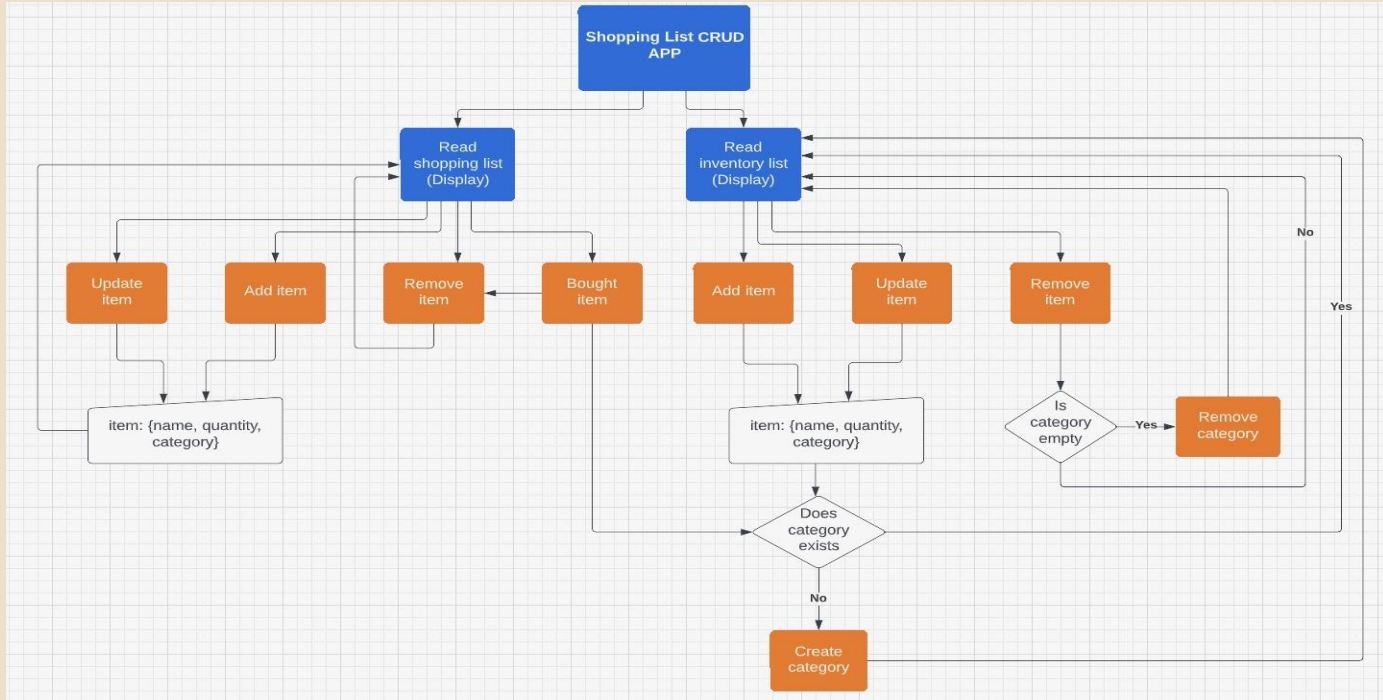 Shopping List CRUD
APP
Read
shopping list
(Display)
Read
inventory list
(Display)
No
Update
item
Add item
Remove
item
Bought
item
Add item
Update
item
Remove
item
Yes
item: {name, quantity,
category}
item: {name, quantity,
category}
Is
category
empty
Yes
Remove
category
Does
category
exists
No
Create
category